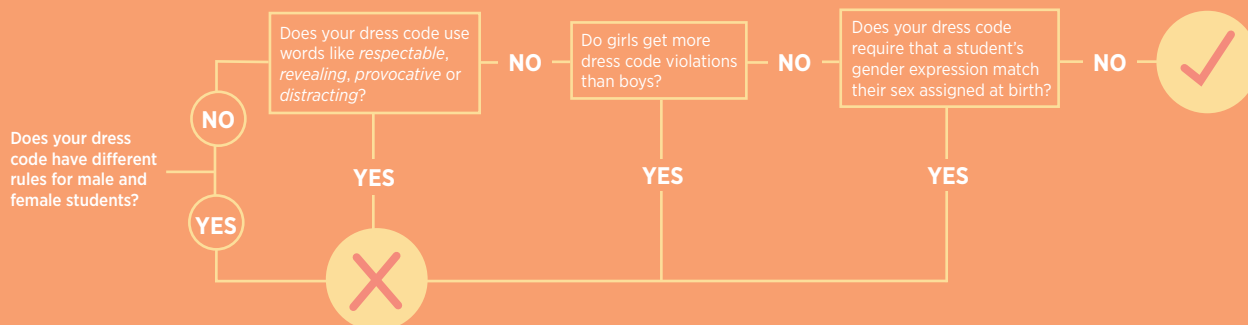 Does your dress
code have different
rules for male and
female students?
NO
YES
Does your dress code use
words like respectable,
revealing, provocative or
distracting?
NO
YES
Do girls get more
dress code violations
than boys?
NO
YES
Does your dress code
require that a student's
gender expression match
their sex assigned at birth?
NO
YES